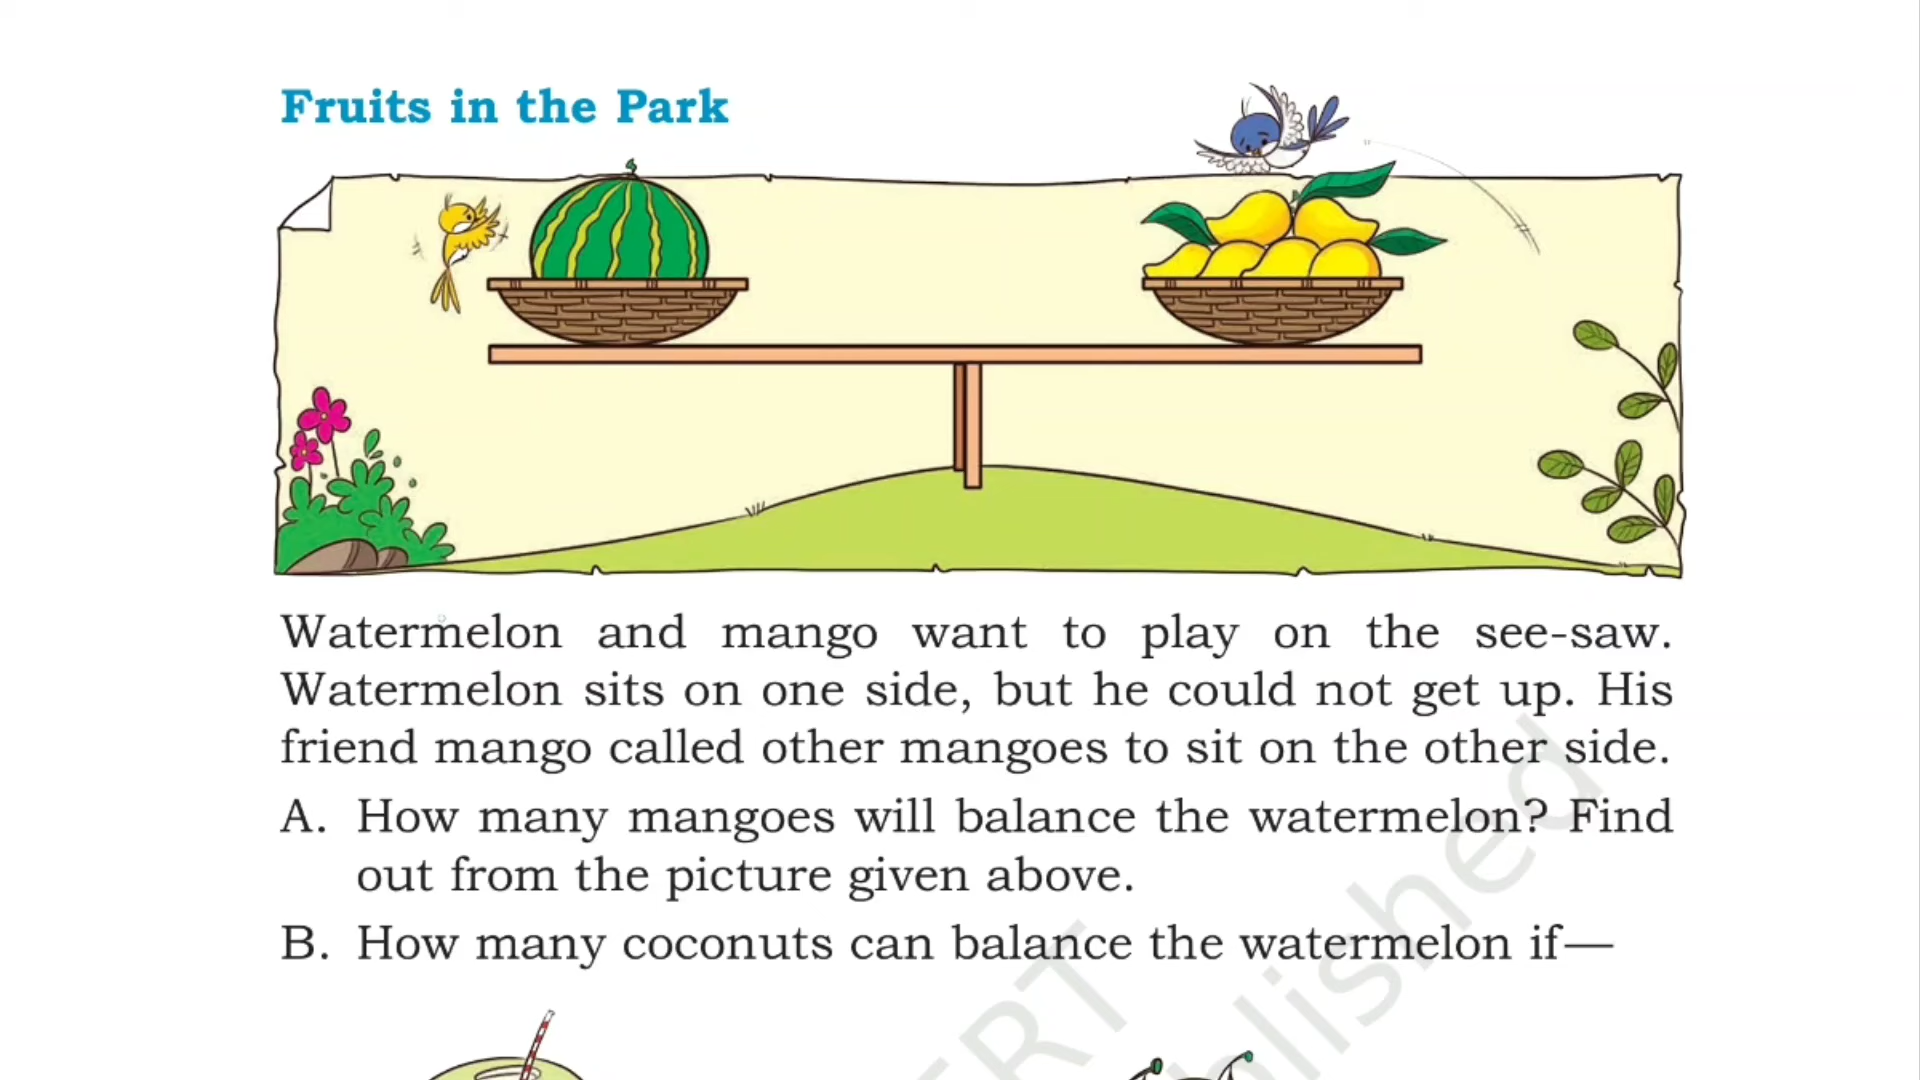 Fruits in the Park
Watermelon and mango want to play on the see-saw.
Watermelon sits on one side, but he could not get up. His
friend mango called other mangoes to sit on the other side.
A. How many mangoes will balance the watermelon? Find
out from the picture given above.
B. How many coconuts can balance the watermelon if—